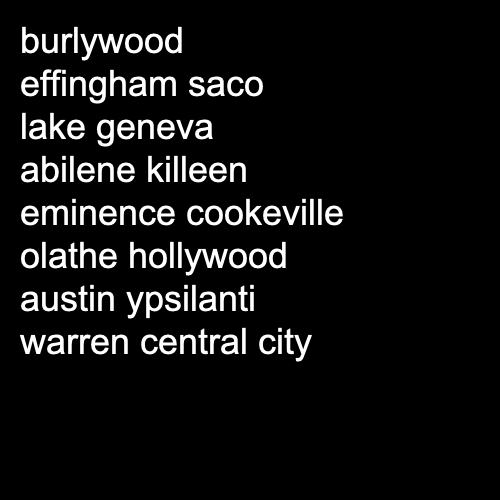 burlywood
effingham saco
lake geneva
abilene killeen
eminence cookeville
olathe hollywood
austin ypsilanti
warren central city